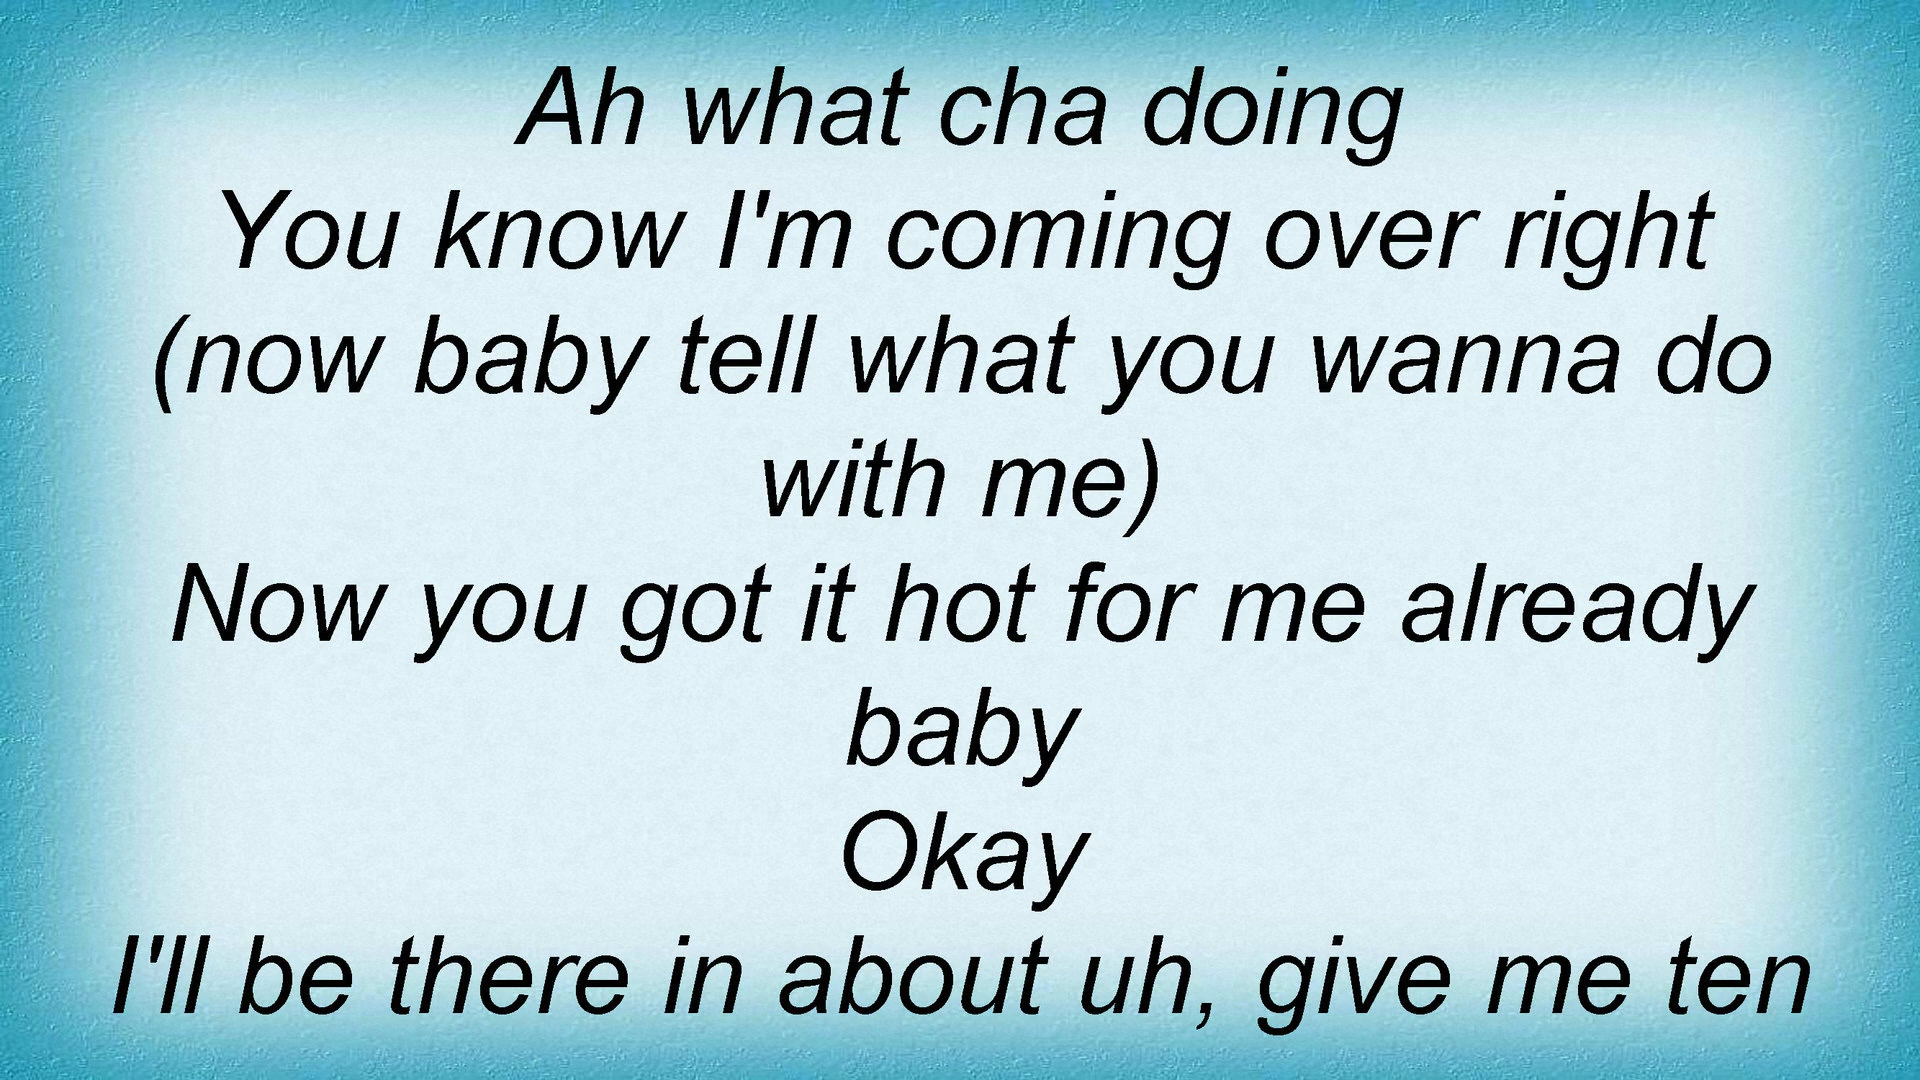 Ah what cha doing
You know I'm coming over right
(now baby tell what you wanna do
with me)
Now you got it hot for me already
baby
Okay
I'll be there in about uh, give me ten